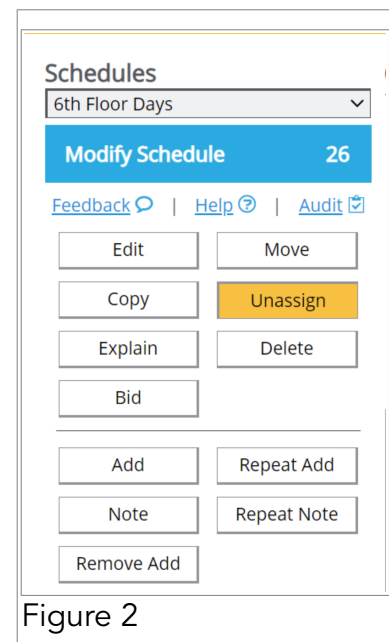 Schedules
6th Floor Days
Modify Schedule 26
Feedback | Help | Audit
Edit Move
Copy Unassign
Explain Delete
Bid
Add Repeat Add
Note Repeat Note
Remove Add
Figure 2